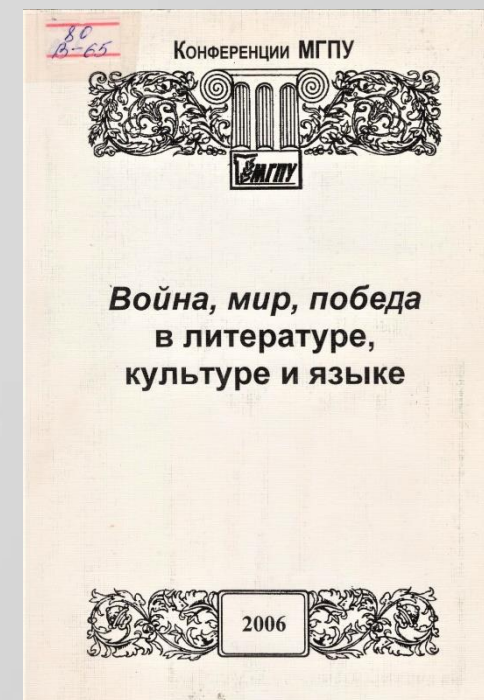 80
В-65
Конференции МГПУ
МГПУ
Война, мир, победа
в литературе,
культуре и языке
2006